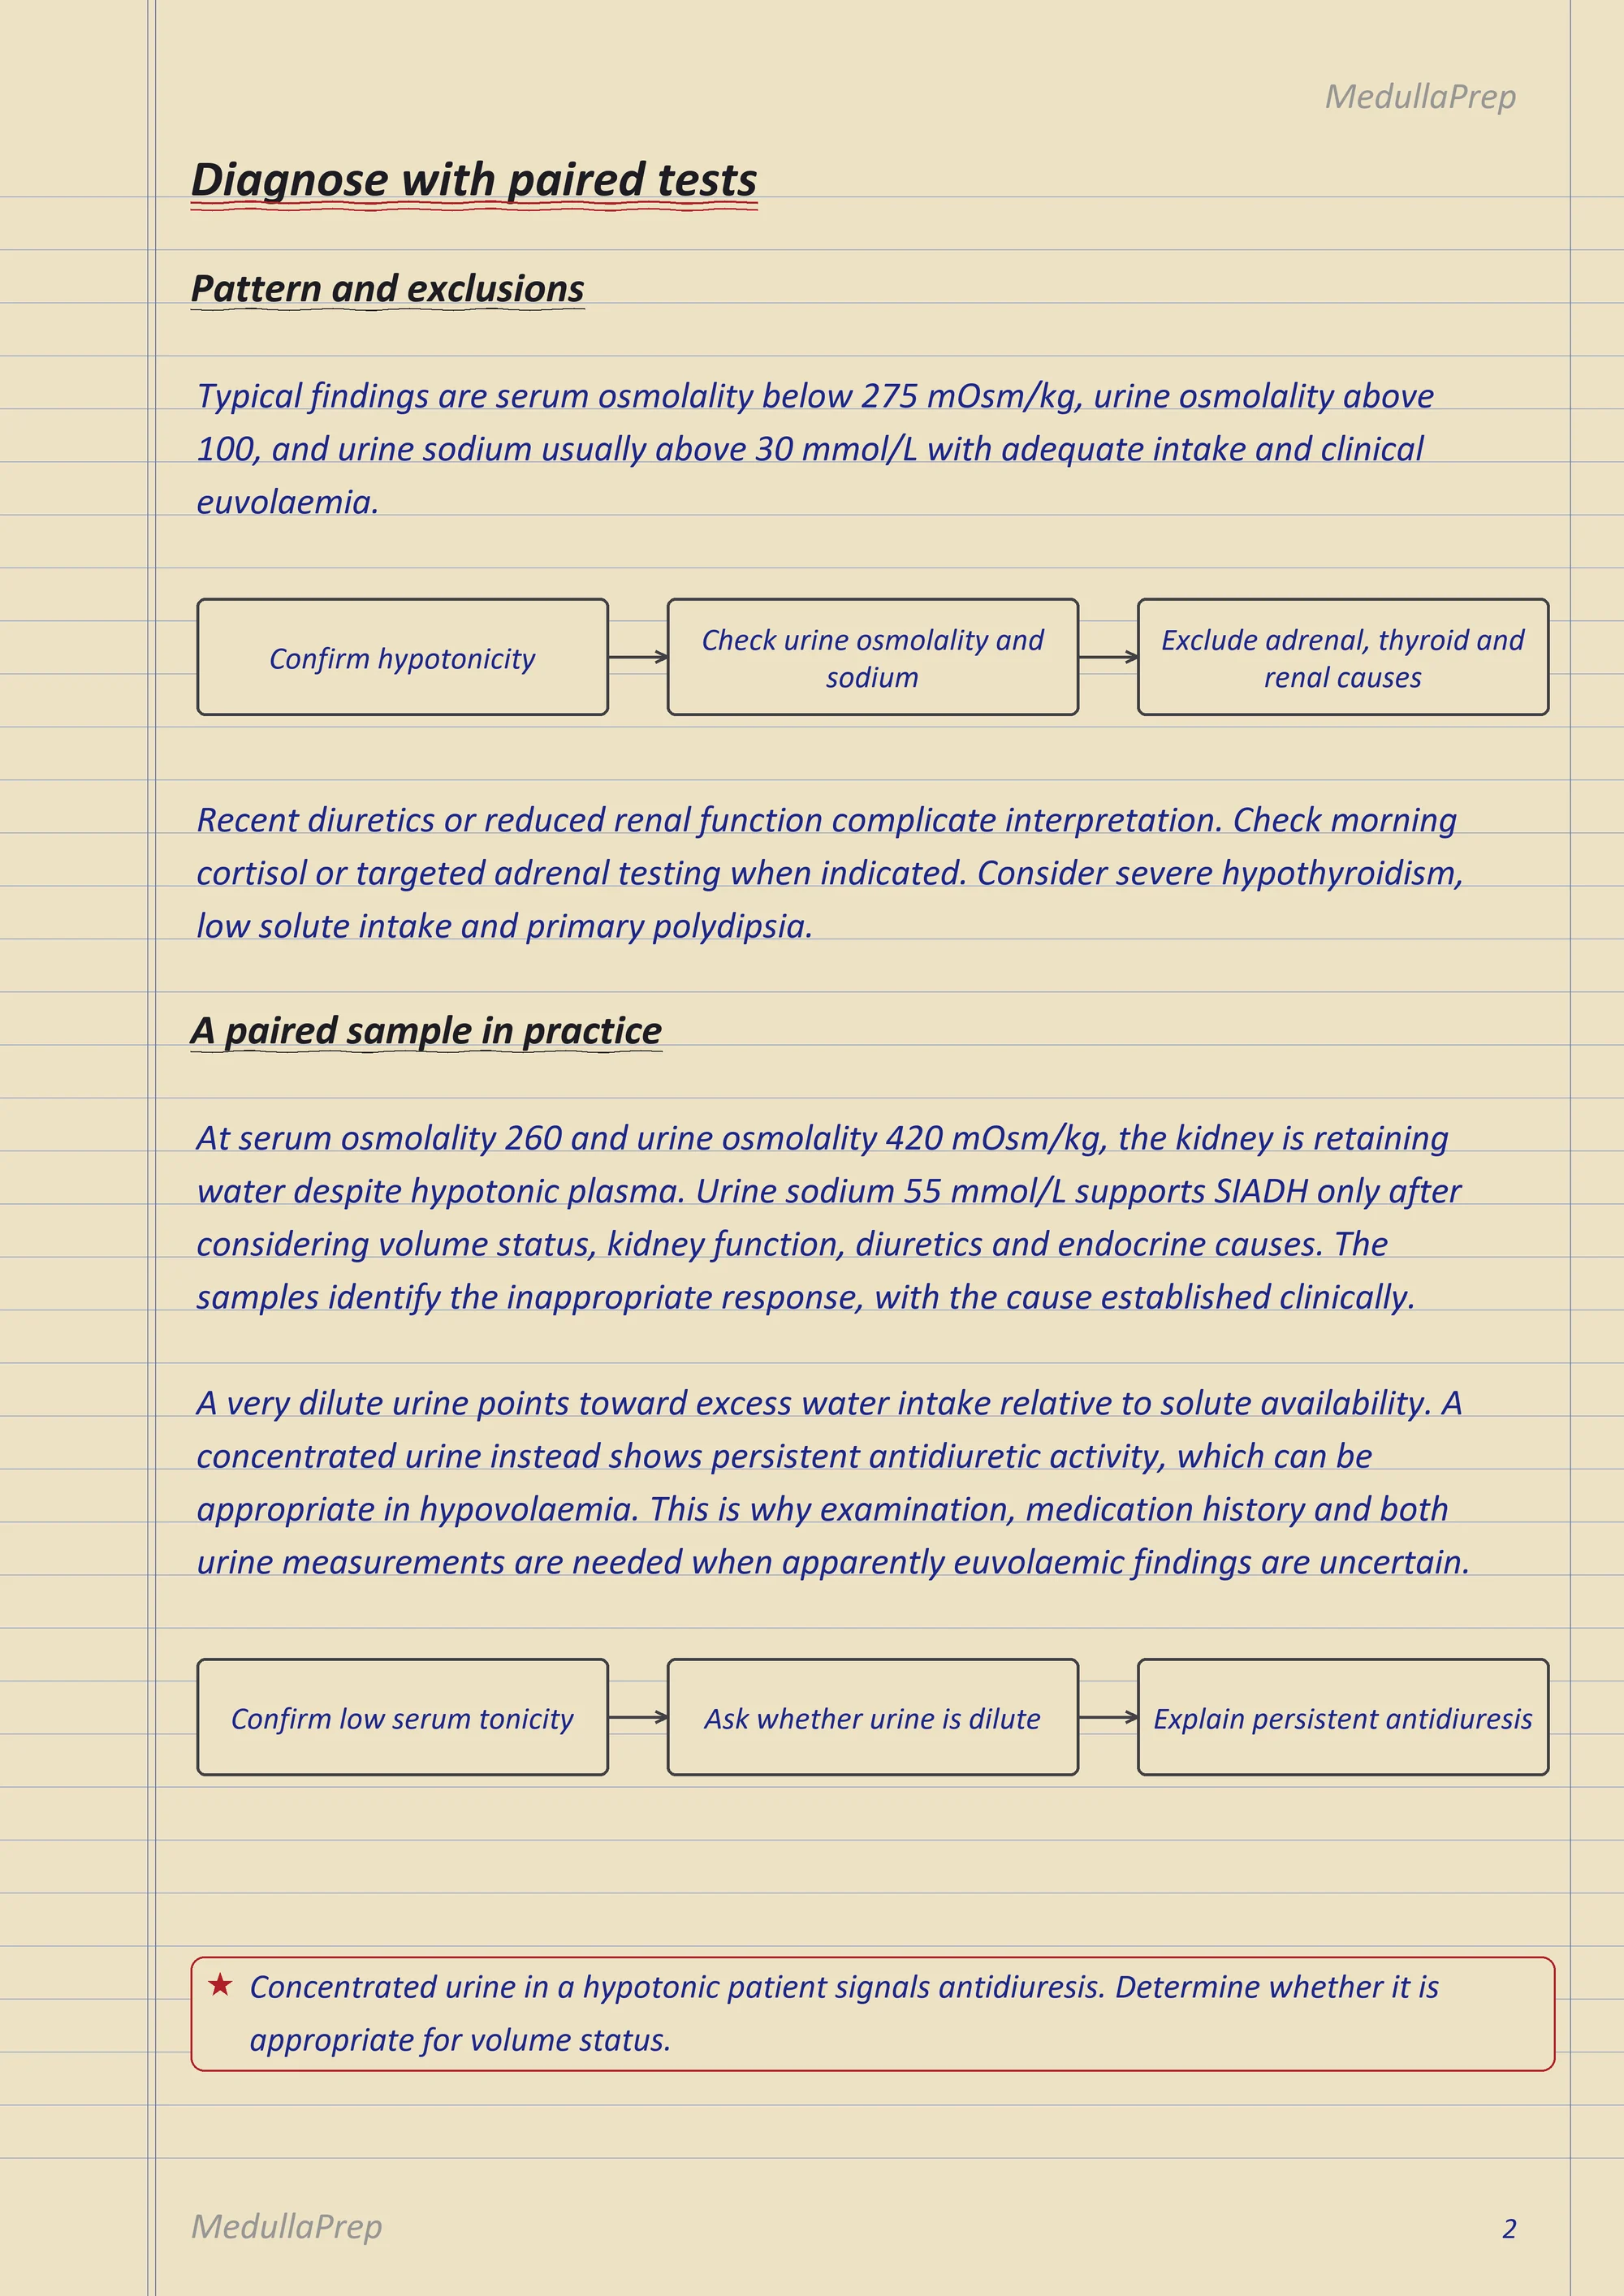 MedullaPrep
Diagnose with paired tests
Pattern and exclusions
Typical findings are serum osmolality below 275 mOsm/kg, urine osmolality above
100, and urine sodium usually above 30 mmol/L with adequate intake and clinical
euvolaemia.
Confirm hypotonicity
Check urine osmolality and
sodium
Exclude adrenal, thyroid and
renal causes
Recent diuretics or reduced renal function complicate interpretation. Check morning
cortisol or targeted adrenal testing when indicated. Consider severe hypothyroidism,
low solute intake and primary polydipsia.
A paired sample in practice
At serum osmolality 260 and urine osmolality 420 mOsm/kg, the kidney is retaining
water despite hypotonic plasma. Urine sodium 55 mmol/L supports SIADH only after
considering volume status, kidney function, diuretics and endocrine causes. The
samples identify the inappropriate response, with the cause established clinically.
A very dilute urine points toward excess water intake relative to solute availability. A
concentrated urine instead shows persistent antidiuretic activity, which can be
appropriate in hypovolaemia. This is why examination, medication history and both
urine measurements are needed when apparently euvolaemic findings are uncertain.
Confirm low serum tonicity
Ask whether urine is dilute
Explain persistent antidiuresis
★ Concentrated urine in a hypotonic patient signals antidiuresis. Determine whether it is
appropriate for volume status.
MedullaPrep
2